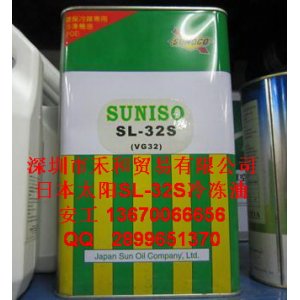 SUNOCO
SUNISO
SL-32S
(VG32)
深圳市禾和贸易有限公司
日本太阳SL-32S冷冻油
安工 13670066656
QQ 2899651370
Japan Sun Oil Company, Ltd.